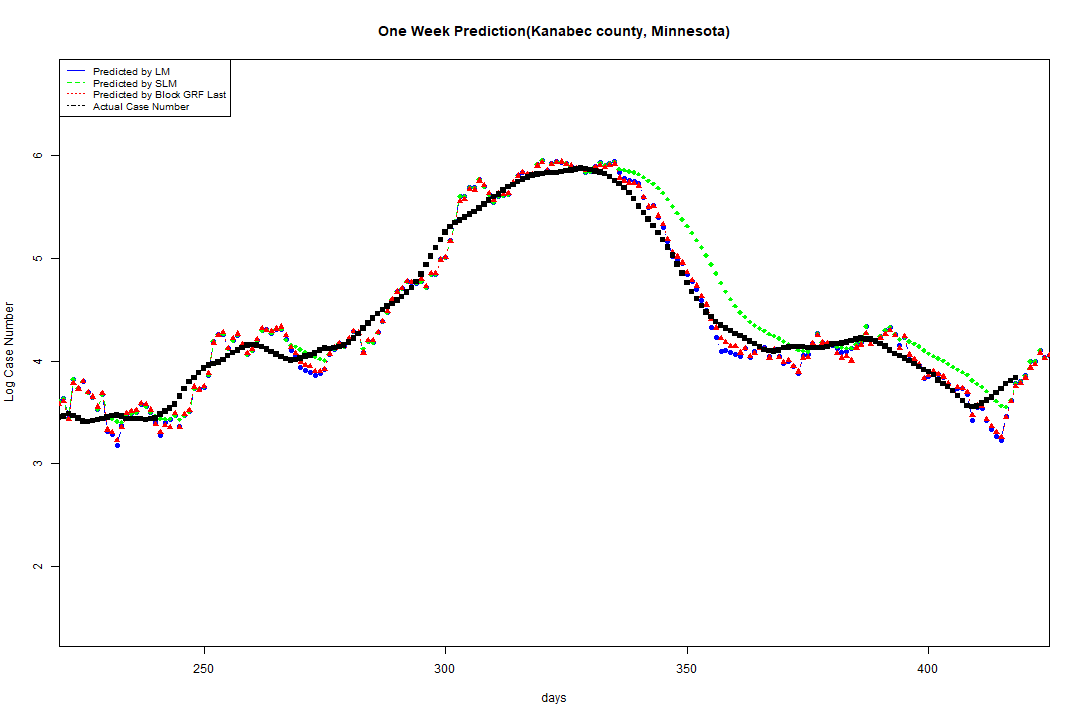 One Week Prediction(Kanabec county, Minnesota)
Predicted by LM
Predicted by SLM
Predicted by Block GRF Last
Actual Case Number
6
5
4
3
2
Log Case Number
250 300 350 400
days